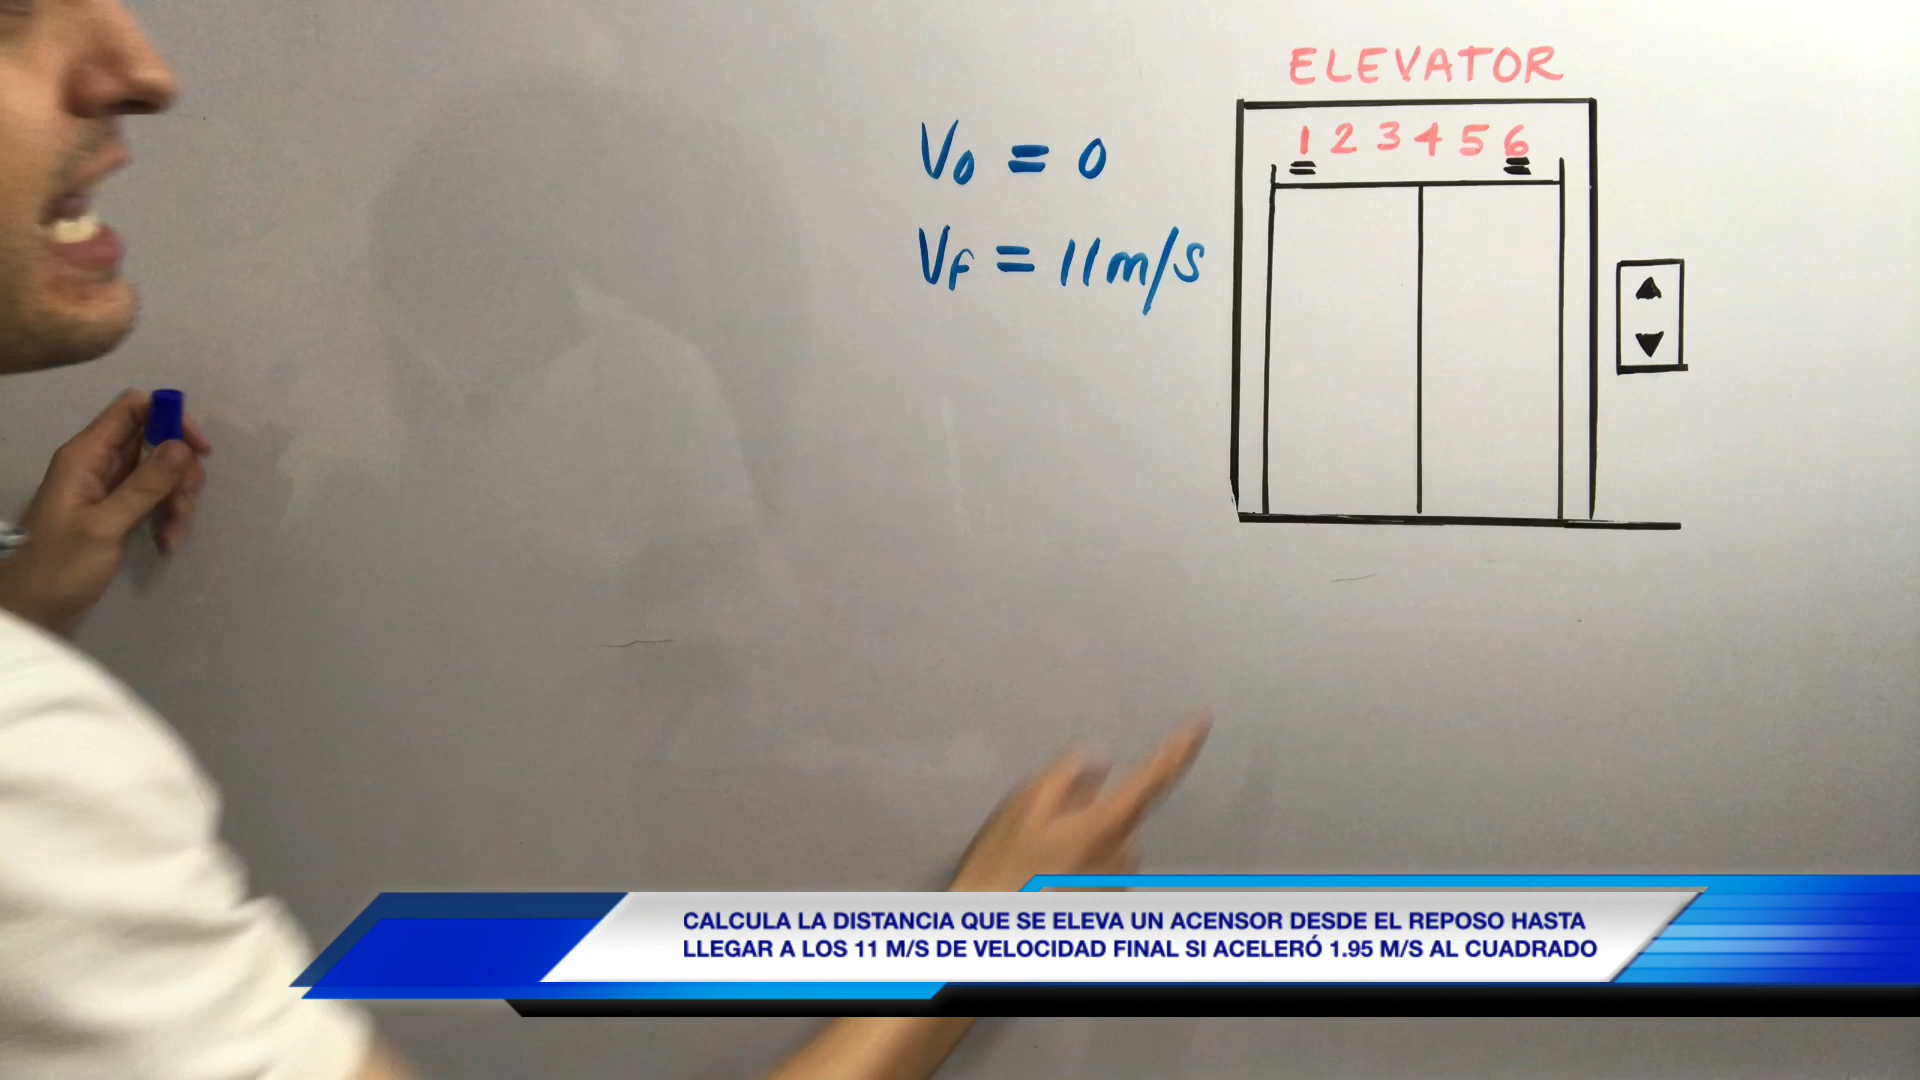 ELEVATOR
1 2 3 4 5 6
V0 = 0
VF = 11m/s
CALCULA LA DISTANCIA QUE SE ELEVA UN ACENSOR DESDE EL REPOSO HASTA
LLEGAR A LOS 11 M/S DE VELOCIDAD FINAL SI ACELERÓ 1.95 M/S AL CUADRADO